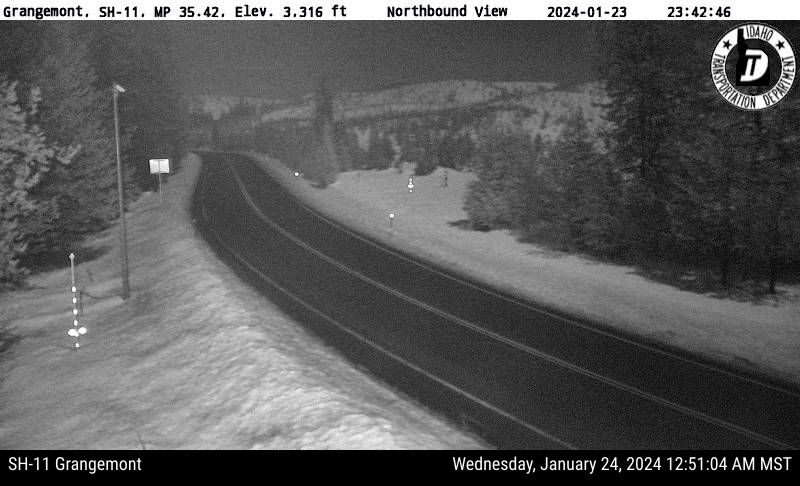 Grangemont, SH-11, MP 35.42, Elev. 3,316 ft Northbound View 2024-01-23 23:42:46
IDAHO
TRANSPORTATION DEPARTMENT
SH-11 Grangemont Wednesday, January 24, 2024 12:51:04 AM MST